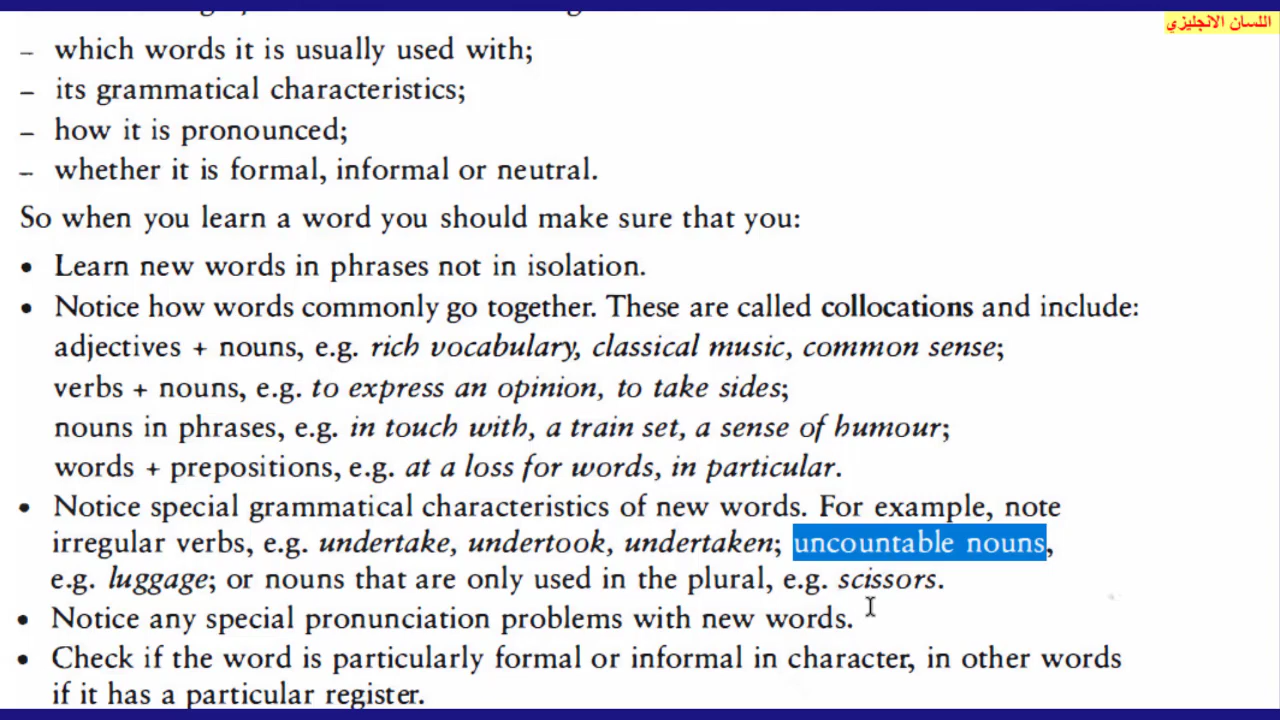 اللسان الانجليزي
– which words it is usually used with;
– its grammatical characteristics;
– how it is pronounced;
– whether it is formal, informal or neutral.
So when you learn a word you should make sure that you:
• Learn new words in phrases not in isolation.
• Notice how words commonly go together. These are called collocations and include:
adjectives + nouns, e.g. rich vocabulary, classical music, common sense;
verbs + nouns, e.g. to express an opinion, to take sides;
nouns in phrases, e.g. in touch with, a train set, a sense of humour;
words + prepositions, e.g. at a loss for words, in particular.
• Notice special grammatical characteristics of new words. For example, note
irregular verbs, e.g. undertake, undertook, undertaken; uncountable nouns,
e.g. luggage; or nouns that are only used in the plural, e.g. scissors.
• Notice any special pronunciation problems with new words.
• Check if the word is particularly formal or informal in character, in other words
if it has a particular register.